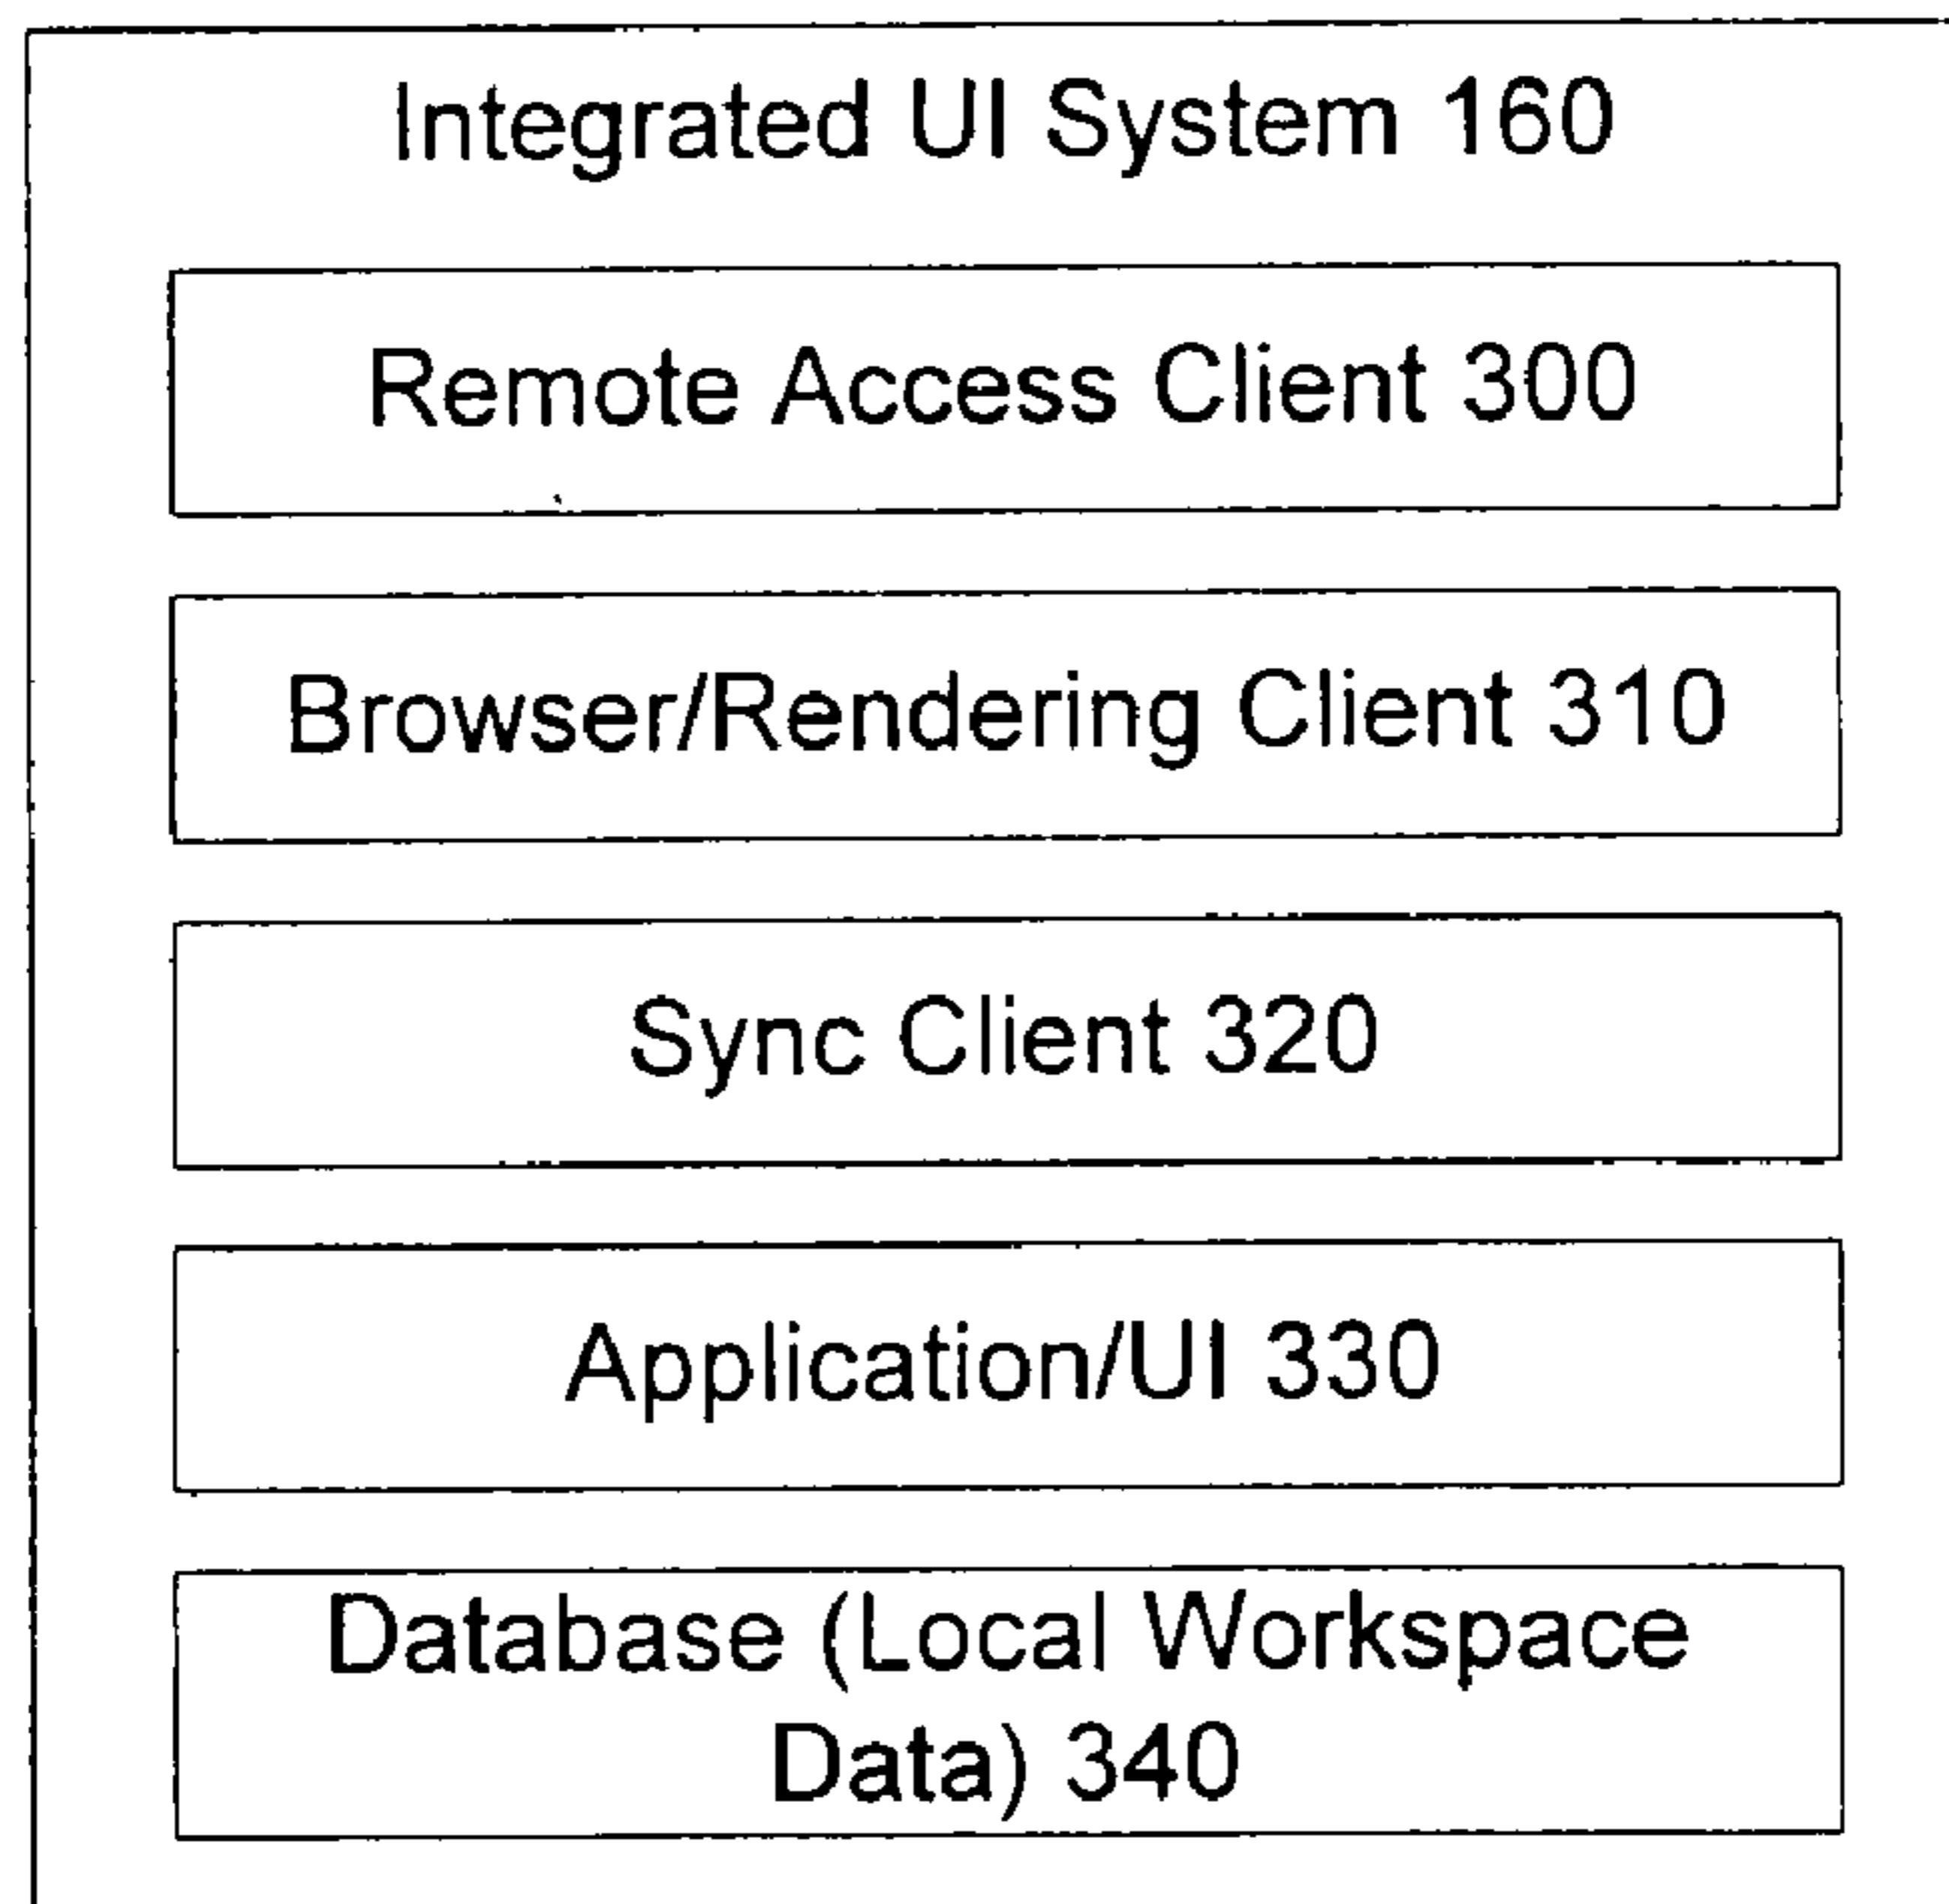 Integrated UI System 160
Remote Access Client 300
Browser/Rendering Client 310
Sync Client 320
Application/UI 330
Database (Local Workspace
Data) 340